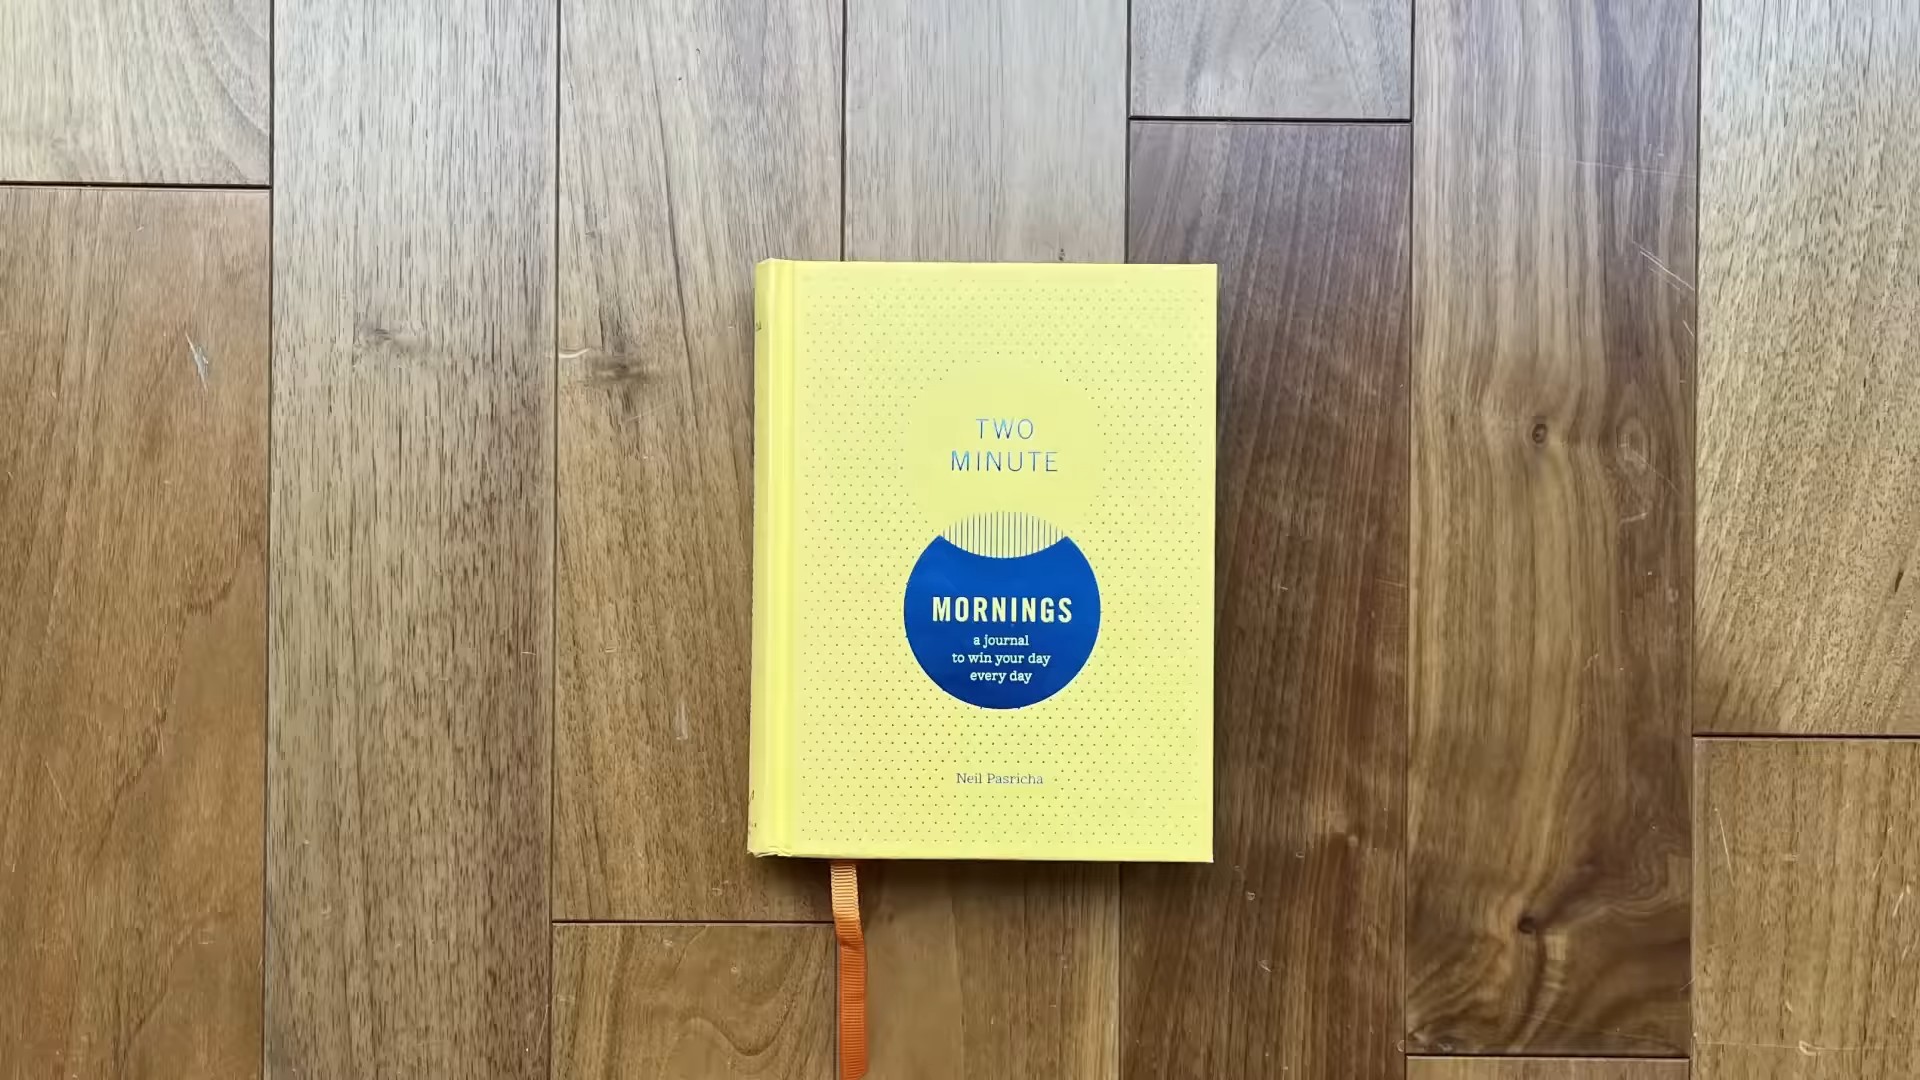 TWO
MINUTE
MORNINGS
a journal
to win your day
every day
Neil Pasricha